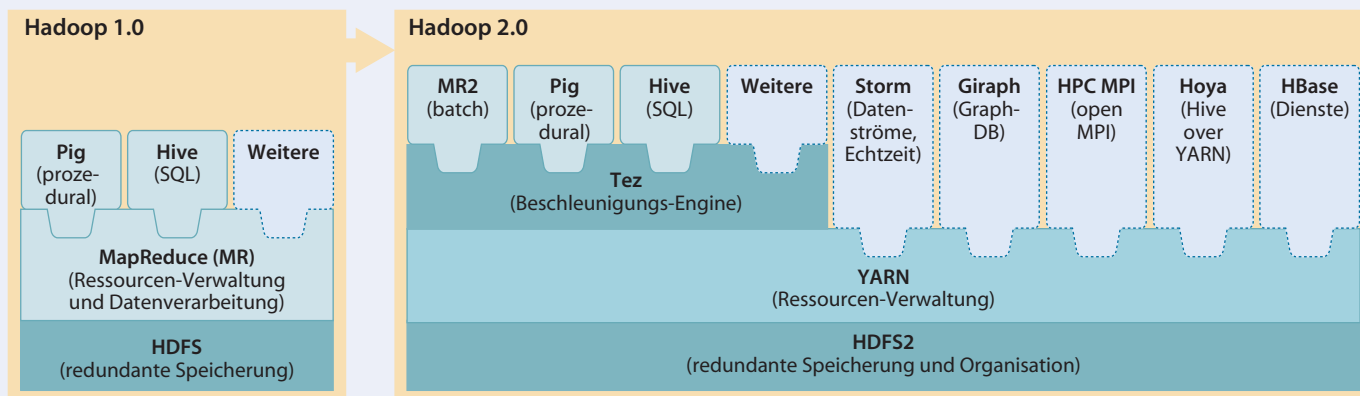 Hadoop 1.0
Pig
(proze-
dural)
Hive
(SQL)
Weitere
MapReduce (MR)
(Ressourcen-Verwaltung
und Datenverarbeitung)
HDFS
(redundante Speicherung)
Hadoop 2.0
MR2
(batch)
Pig
(proze-
dural)
Hive
(SQL)
Weitere
Storm
(Daten-
ströme,
Echtzeit)
Giraph
(Graph-
DB)
HPC MPI
(open
MPI)
Hoya
(Hive
over
YARN)
HBase
(Dienste)
Tez
(Beschleunigungs-Engine)
YARN
(Ressourcen-Verwaltung)
HDFS2
(redundante Speicherung und Organisation)